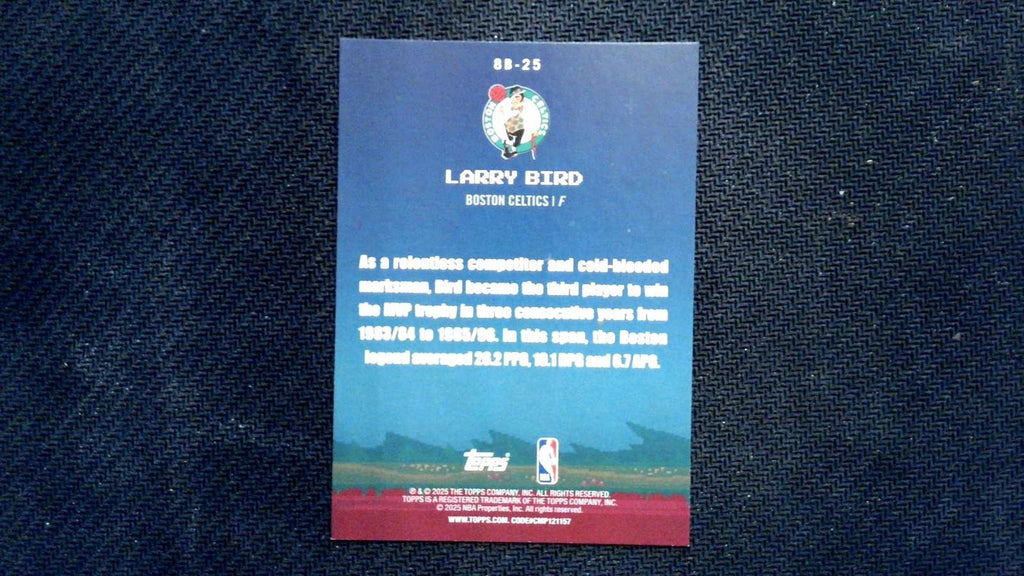 8B-25
BOSTON CELTICS
LARRY BIRD
BOSTON CELTICS | F
As a relentless competitor and cold-blooded
marksman, Bird became the third player to win
the MVP trophy in three consecutive years from
1983/84 to 1985/86. In this span, the Boston
legend averaged 26.2 PPG, 10.1 RPG and 6.7 APG.
Topps
® & © 2025 THE TOPPS COMPANY, INC. ALL RIGHTS RESERVED.
TOPPS IS A REGISTERED TRADEMARK OF THE TOPPS COMPANY, INC.
© 2025 NBA Properties, Inc. All rights reserved.
WWW.TOPPS.COM. CODE#CMP121157